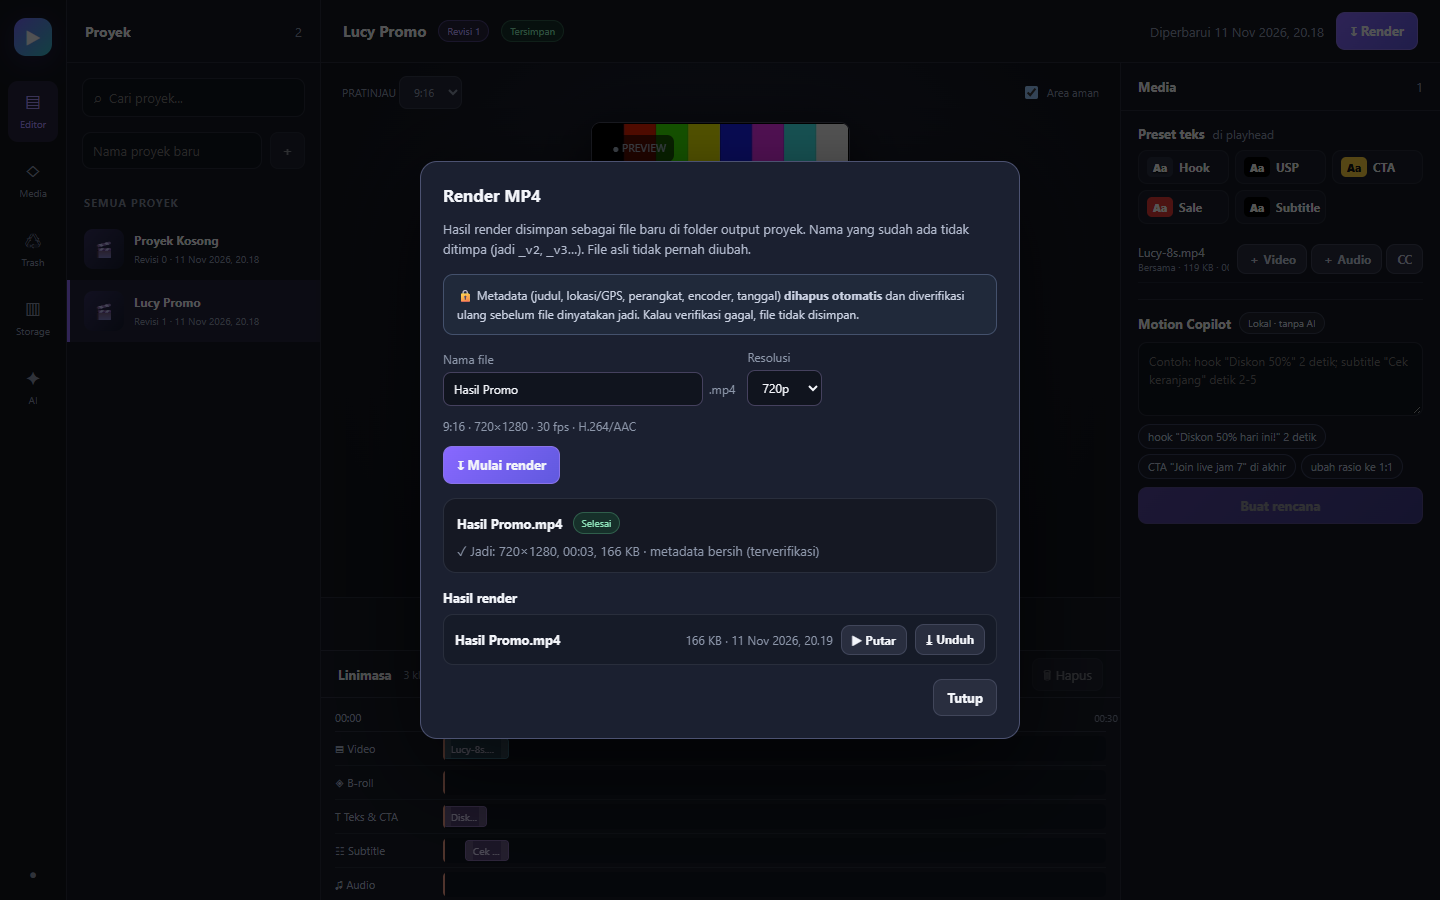 Proyek
2
Lucy Promo
Revisi 1
Tersimpan
Diperbarui 11 Nov 2026, 20.18
↧ Render
Editor
Media
Trash
Storage
AI
Cari proyek...
Nama proyek baru
+
SEMUA PROYEK
Proyek Kosong
Revisi 0 · 11 Nov 2026, 20.18
Lucy Promo
Revisi 1 · 11 Nov 2026, 20.18
PRATINJAU
9:16
Area aman
● PREVIEW
Render MP4
Hasil render disimpan sebagai file baru di folder output proyek. Nama yang sudah ada tidak
ditimpa (jadi _v2, _v3…). File asli tidak pernah diubah.
🔒 Metadata (judul, lokasi/GPS, perangkat, encoder, tanggal) dihapus otomatis dan diverifikasi
ulang sebelum file dinyatakan jadi. Kalau verifikasi gagal, file tidak disimpan.
Nama file
Resolusi
Hasil Promo
.mp4
720p
9:16 · 720×1280 · 30 fps · H.264/AAC
↧ Mulai render
Hasil Promo.mp4
Selesai
✓ Jadi: 720×1280, 00:03, 166 KB · metadata bersih (terverifikasi)
Hasil render
Hasil Promo.mp4
166 KB · 11 Nov 2026, 20.19
▶ Putar
⤓ Unduh
Tutup
Linimasa
3 kl
Hapus
00:00
00:30
Video
Lucy-8s....
B-roll
T Teks & CTA
Disk...
Subtitle
Cek ...
♫ Audio
Media
1
Preset teks
di playhead
Aa Hook
Aa USP
Aa CTA
Aa Sale
Aa Subtitle
Lucy-8s.mp4
Bersama · 119 KB · 0
+ Video
+ Audio
CC
Motion Copilot
Lokal · tanpa AI
Contoh: hook "Diskon 50%" 2 detik; subtitle "Cek
keranjang" detik 2-5
hook "Diskon 50% hari ini!" 2 detik
CTA "Join live jam 7" di akhir
ubah rasio ke 1:1
Buat rencana